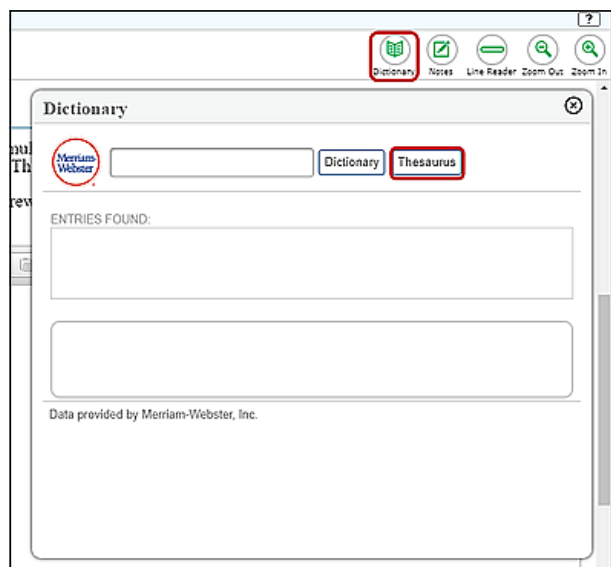 ?
Dictionary Notes Line Reader Zoom Out Zoom In
Dictionary
Merriam-Webster Dictionary Thesaurus
Th
ENTRIES FOUND:
Data provided by Merriam-Webster, Inc.